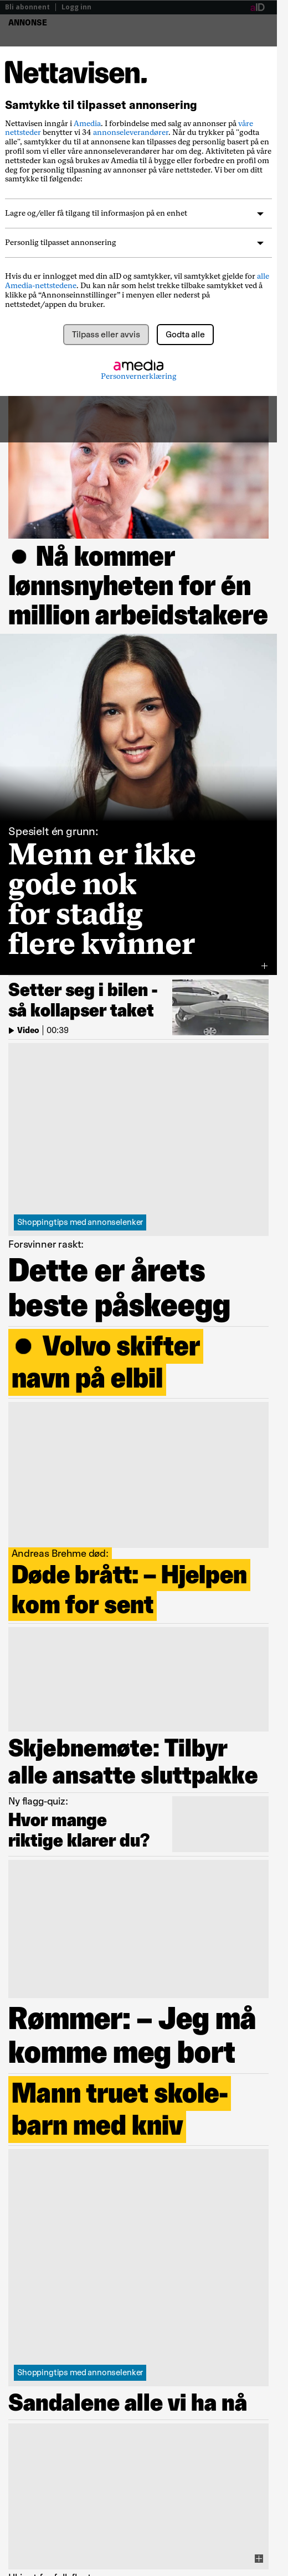 Bli abonnent | Logg inn
aID
ANNONSE
Nettavisen.
Samtykke til tilpasset annonsering
Nettavisen inngår i Amedia. I forbindelse med salg av annonser på våre
nettsteder benytter vi 34 annonseleverandører. Når du trykker på "godta
alle", samtykker du til at annonsene kan tilpasses deg personlig basert på en
profil som vi eller våre annonseleverandører har om deg. Aktiviteten på våre
nettsteder kan også brukes av Amedia til å bygge eller forbedre en profil om
deg for personlig tilpasning av annonser på våre nettsteder. Vi ber om ditt
samtykke til følgende:
Lagre og/eller få tilgang til informasjon på en enhet
Personlig tilpasset annonsering
Hvis du er innlogget med din aID og samtykker, vil samtykket gjelde for alle
Amedia-nettstedene. Du kan når som helst trekke tilbake samtykket ved å
klikke på “Annonseinnstillinger” i menyen eller nederst på
nettstedet/appen du bruker.
Tilpass eller avvis
Godta alle
amedia
Personvernerklæring
● Nå kommer
lønnsnyheten for én
million arbeidstakere
Spesielt én grunn:
Menn er ikke
gode nok
for stadig
flere kvinner
Setter seg i bilen -
så kollapser taket
Video | 00:39
Shoppingtips med annonselenker
Forsvinner raskt:
Dette er årets
beste påskeegg
● Volvo skifter
navn på elbil
Andreas Brehme død:
Døde brått: – Hjelpen
kom for sent
Skjebnemøte: Tilbyr
alle ansatte sluttpakke
Ny flagg-quiz:
Hvor mange
riktige klarer du?
Rømmer: – Jeg må
komme meg bort
Mann truet skole-
barn med kniv
Shoppingtips med annonselenker
Sandalene alle vi ha nå